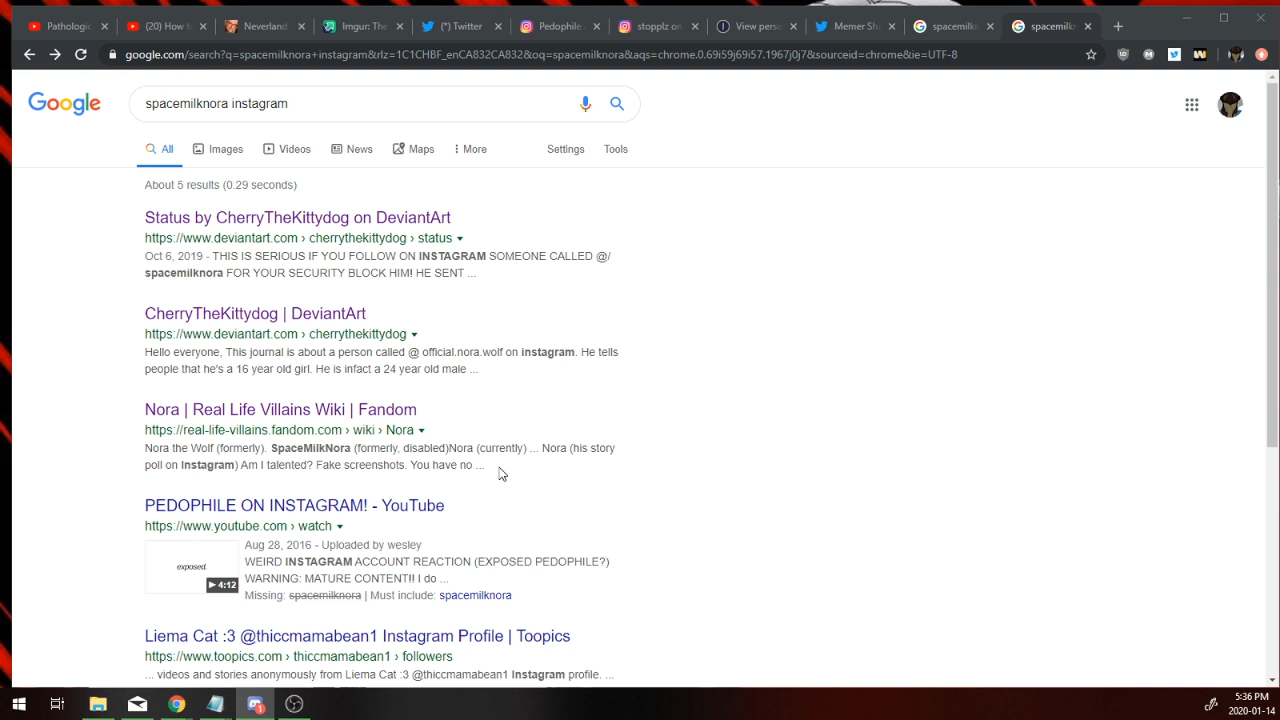 Pathologic
(20) How t
Neverland
Imgur: The
(*) Twitter
Pedophile
stopplz on
View perso
Memer Sh
spacemilkn
spacemilkn
google.com/search?q=spacemilknora+instagram&rlz=1C1CHBF_enCA832CA832&oq=spacemilknora&aqs=chrome.0.69i59j69i57.1967j0j7&sourceid=chrome&ie=UTF-8
Google
spacemilknora instagram
All Images Videos News Maps More Settings Tools
About 5 results (0.29 seconds)
Status by CherryTheKittydog on DeviantArt
https://www.deviantart.com › cherrythekittydog › status
Oct 6, 2019 - THIS IS SERIOUS IF YOU FOLLOW ON INSTAGRAM SOMEONE CALLED @/
spacemilknora FOR YOUR SECURITY BLOCK HIM! HE SENT ...
CherryTheKittydog | DeviantArt
https://www.deviantart.com › cherrythekittydog
Hello everyone, This journal is about a person called @ official.nora.wolf on instagram. He tells
people that he's a 16 year old girl. He is infact a 24 year old male ...
Nora | Real Life Villains Wiki | Fandom
https://real-life-villains.fandom.com › wiki › Nora
Nora the Wolf (formerly). SpaceMilkNora (formerly, disabled)Nora (currently) ... Nora (his story
poll on Instagram) Am I talented? Fake screenshots. You have no ...
PEDOPHILE ON INSTAGRAM! - YouTube
https://www.youtube.com › watch
exposed.
4:12
Aug 28, 2016 - Uploaded by wesley
WEIRD INSTAGRAM ACCOUNT REACTION (EXPOSED PEDOPHILE?)
WARNING: MATURE CONTENT!! I do ...
Missing: spacemilknora | Must include: spacemilknora
Liema Cat :3 @thiccmamabean1 Instagram Profile | Toopics
https://www.toopics.com › thiccmamabean1 › followers
... videos and stories anonymously from Liema Cat :3 @thiccmamabean1 Instagram profile. ...
5:36 PM
2020-01-14